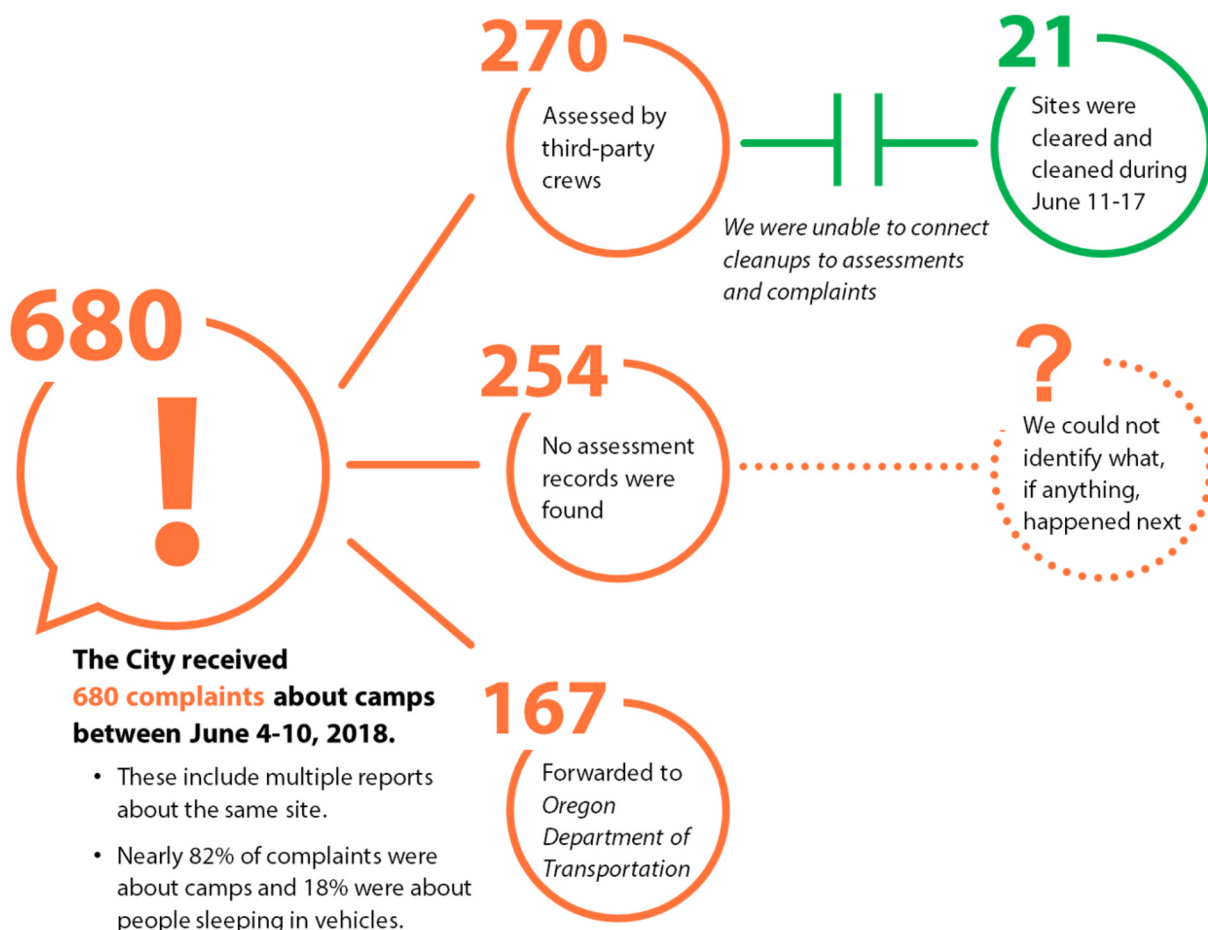 680
!
The City received
680 complaints about camps
between June 4-10, 2018.
• These include multiple reports
about the same site.
• Nearly 82% of complaints were
about camps and 18% were about
people sleeping in vehicles.
270
Assessed by
third-party
crews
We were unable to connect
cleanups to assessments
and complaints
21
Sites were
cleared and
cleaned during
June 11-17
254
No assessment
records were
found
?
We could not
identify what,
if anything,
happened next
167
Forwarded to
Oregon
Department of
Transportation